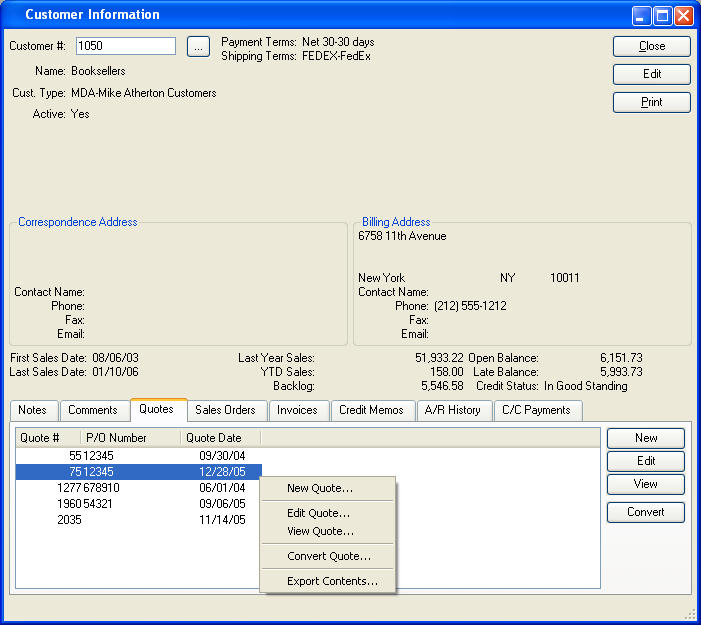 Customer Information
Customer #: 1050 ... Payment Terms: Net 30-30 days Close
Shipping Terms: FEDEX-FedEx
Name: Booksellers Edit
Cust. Type: MDA-Mike Atherton Customers Print
Active: Yes
Correspondence Address Billing Address
6758 11th Avenue
New York NY 10011
Contact Name: Contact Name:
Phone: Phone: (212) 555-1212
Fax: Fax:
Email: Email:
First Sales Date: 08/06/03 Last Year Sales: 51,933.22 Open Balance: 6,151.73
Last Sales Date: 01/10/06 YTD Sales: 158.00 Late Balance: 5,993.73
Backlog: 5,546.58 Credit Status: In Good Standing
Notes Comments Quotes Sales Orders Invoices Credit Memos A/R History C/C Payments
Quote # P/O Number Quote Date New
55 12345 09/30/04
75 12345 12/28/05 Edit
1277 678910 06/01/04 New Quote... View
1960 54321 09/06/05 Edit Quote... Convert
2035 11/14/05 View Quote...
Convert Quote...
Export Contents...